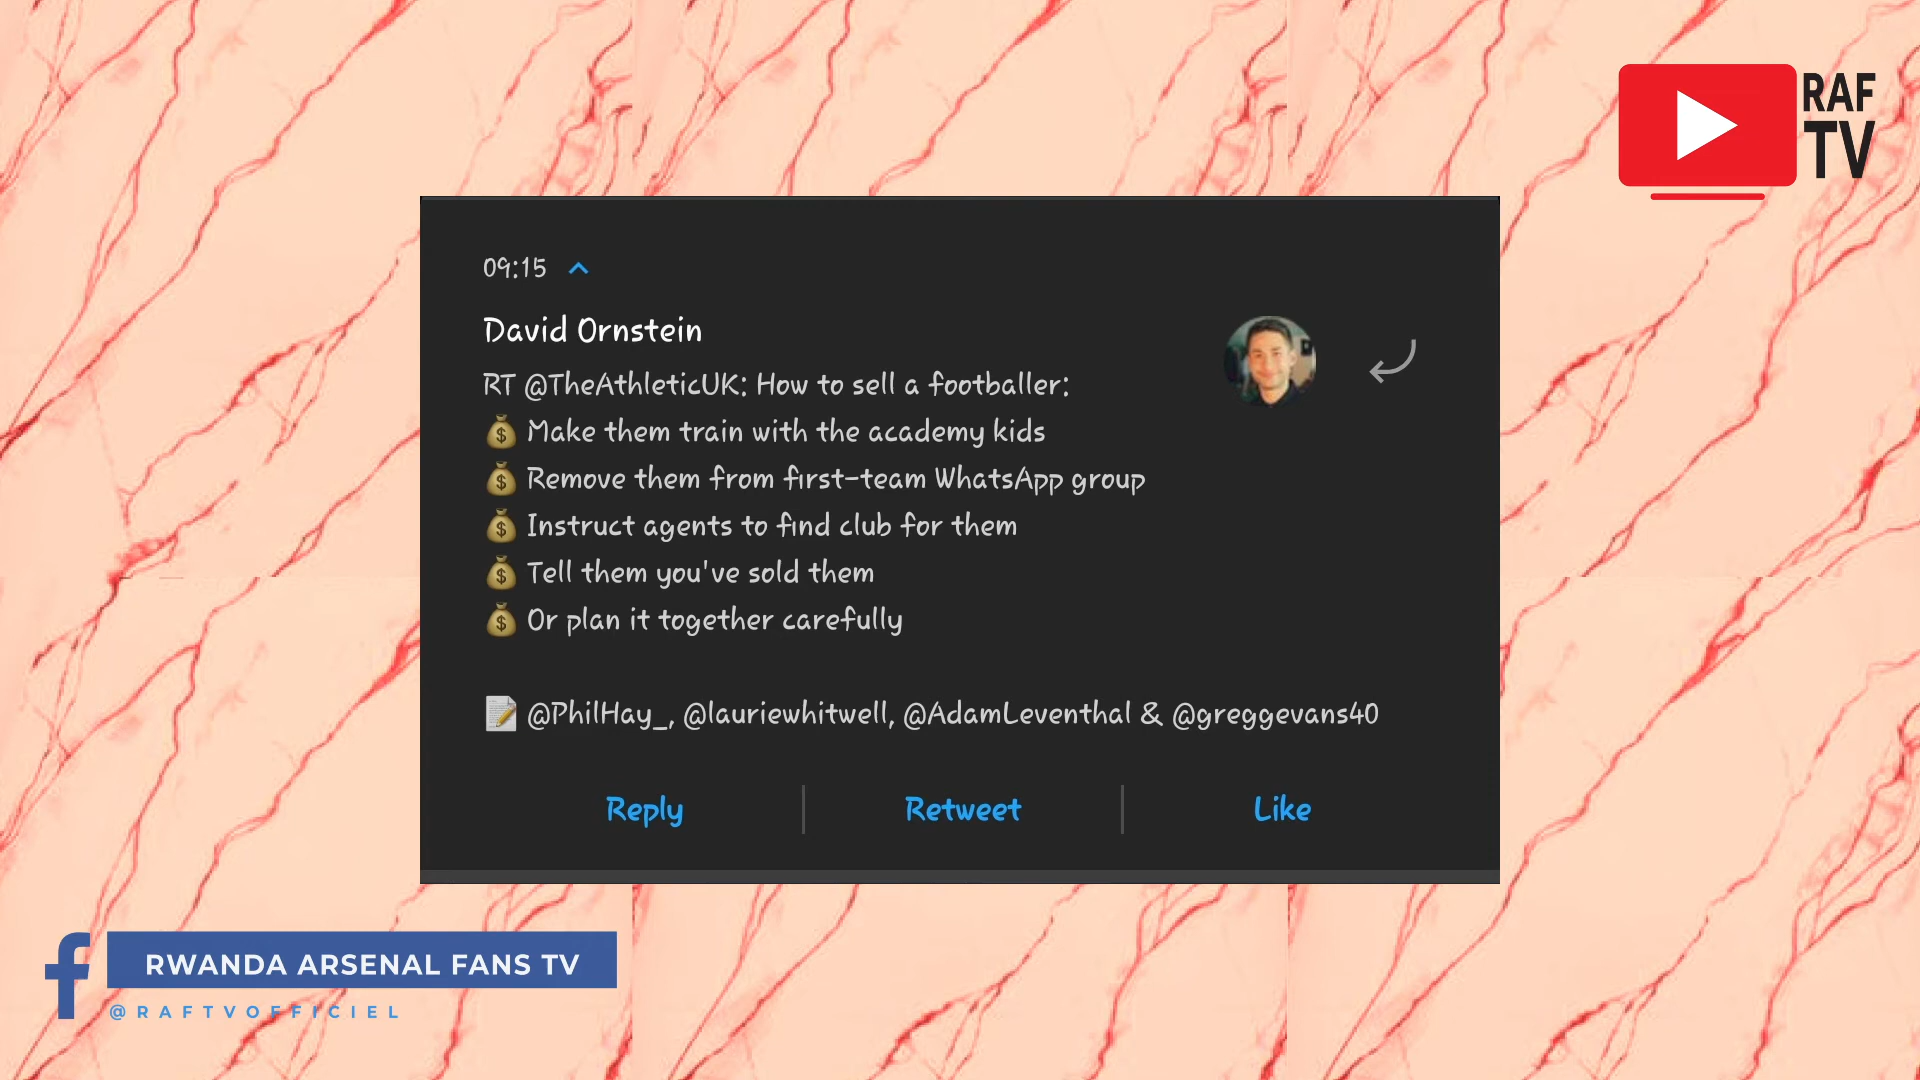 RAF
TV
09:15
David Ornstein
RT @TheAthleticUK: How to sell a footballer:
💰 Make them train with the academy kids
💰 Remove them from first-team WhatsApp group
💰 Instruct agents to find club for them
💰 Tell them you've sold them
💰 Or plan it together carefully
📝 @PhilHay_, @lauriewhitwell, @AdamLeventhal & @greggevans40
Reply Retweet Like
RWANDA ARSENAL FANS TV
@RAFTVOFFICIEL